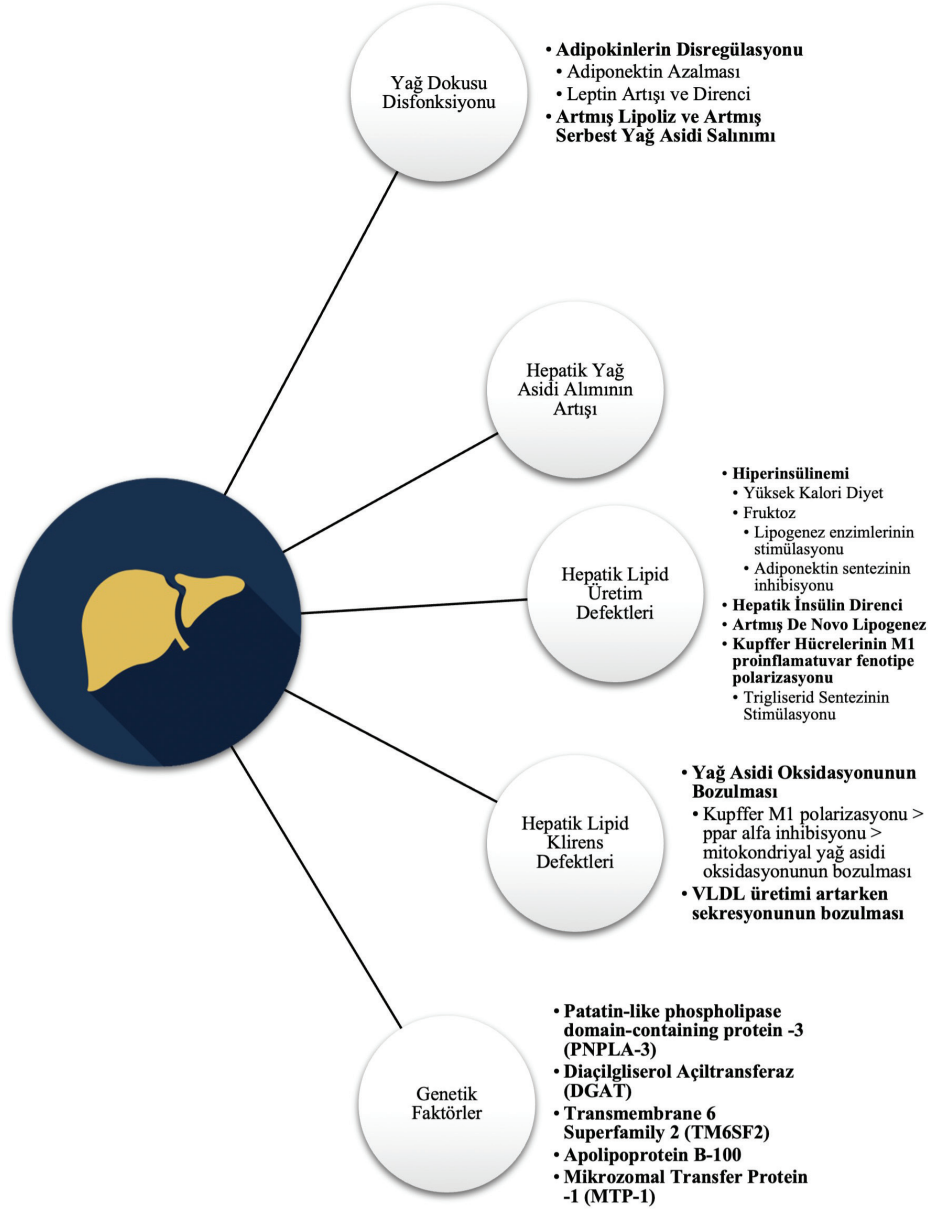 Yağ Dokusu
Disfonksiyonu
• Adipokinlerin Disregülasyonu
• Adiponektin Azalması
• Leptin Artışı ve Direnci
• Artmış Lipoliz ve Artmış
Serbest Yağ Asidi Salınımı
Hepatik Yağ
Asidi Alımının
Artışı
Hepatik Lipid
Üretim
Defektleri
• Hiperinsülinemi
• Yüksek Kalori Diyet
• Fruktoz
• Lipogenez enzimlerinin
stimülasyonu
• Adiponektin sentezinin
inhibisyonu
• Hepatik İnsülin Direnci
• Artmış De Novo Lipogenez
• Kupffer Hücrelerinin M1
proinflamatuvar fenotipe
polarizasyonu
• Trigliserid Sentezinin
Stimülasyonu
Hepatik Lipid
Klirens
Defektleri
• Yağ Asidi Oksidasyonunun
Bozulması
• Kupffer M1 polarizasyonu >
ppar alfa inhibisyonu >
mitokondriyal yağ asidi
oksidasyonunun bozulması
• VLDL üretimi artarken
sekresyonunun bozulması
Genetik
Faktörler
• Patatin-like phospholipase
domain-containing protein -3
(PNPLA-3)
• Diaçilgliserol Açiltransferaz
(DGAT)
• Transmembrane 6
Superfamily 2 (TM6SF2)
• Apolipoprotein B-100
• Mikrozomal Transfer Protein
-1 (MTP-1)